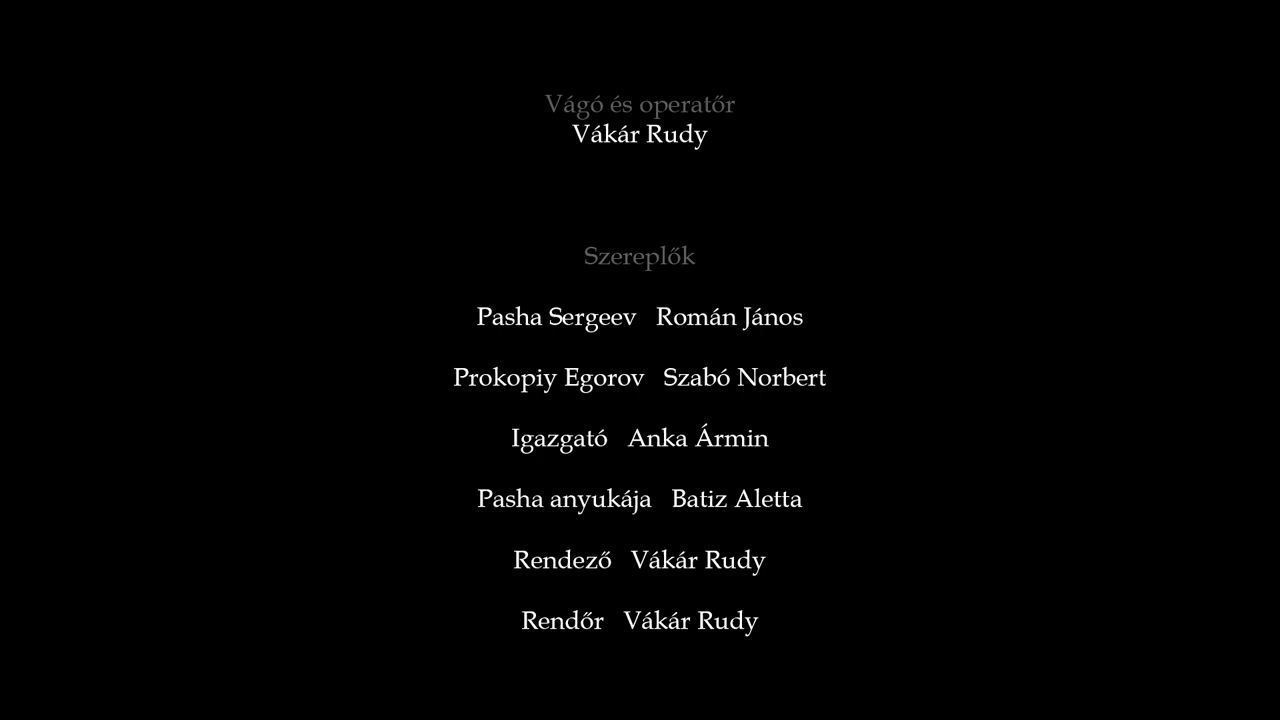 Vágó és operatőr
Vákár Rudy
Szereplők
Pasha Sergeev Román János
Prokopiy Egorov Szabó Norbert
Igazgató Anka Ármin
Pasha anyukája Batiz Aletta
Rendező Vákár Rudy
Rendőr Vákár Rudy